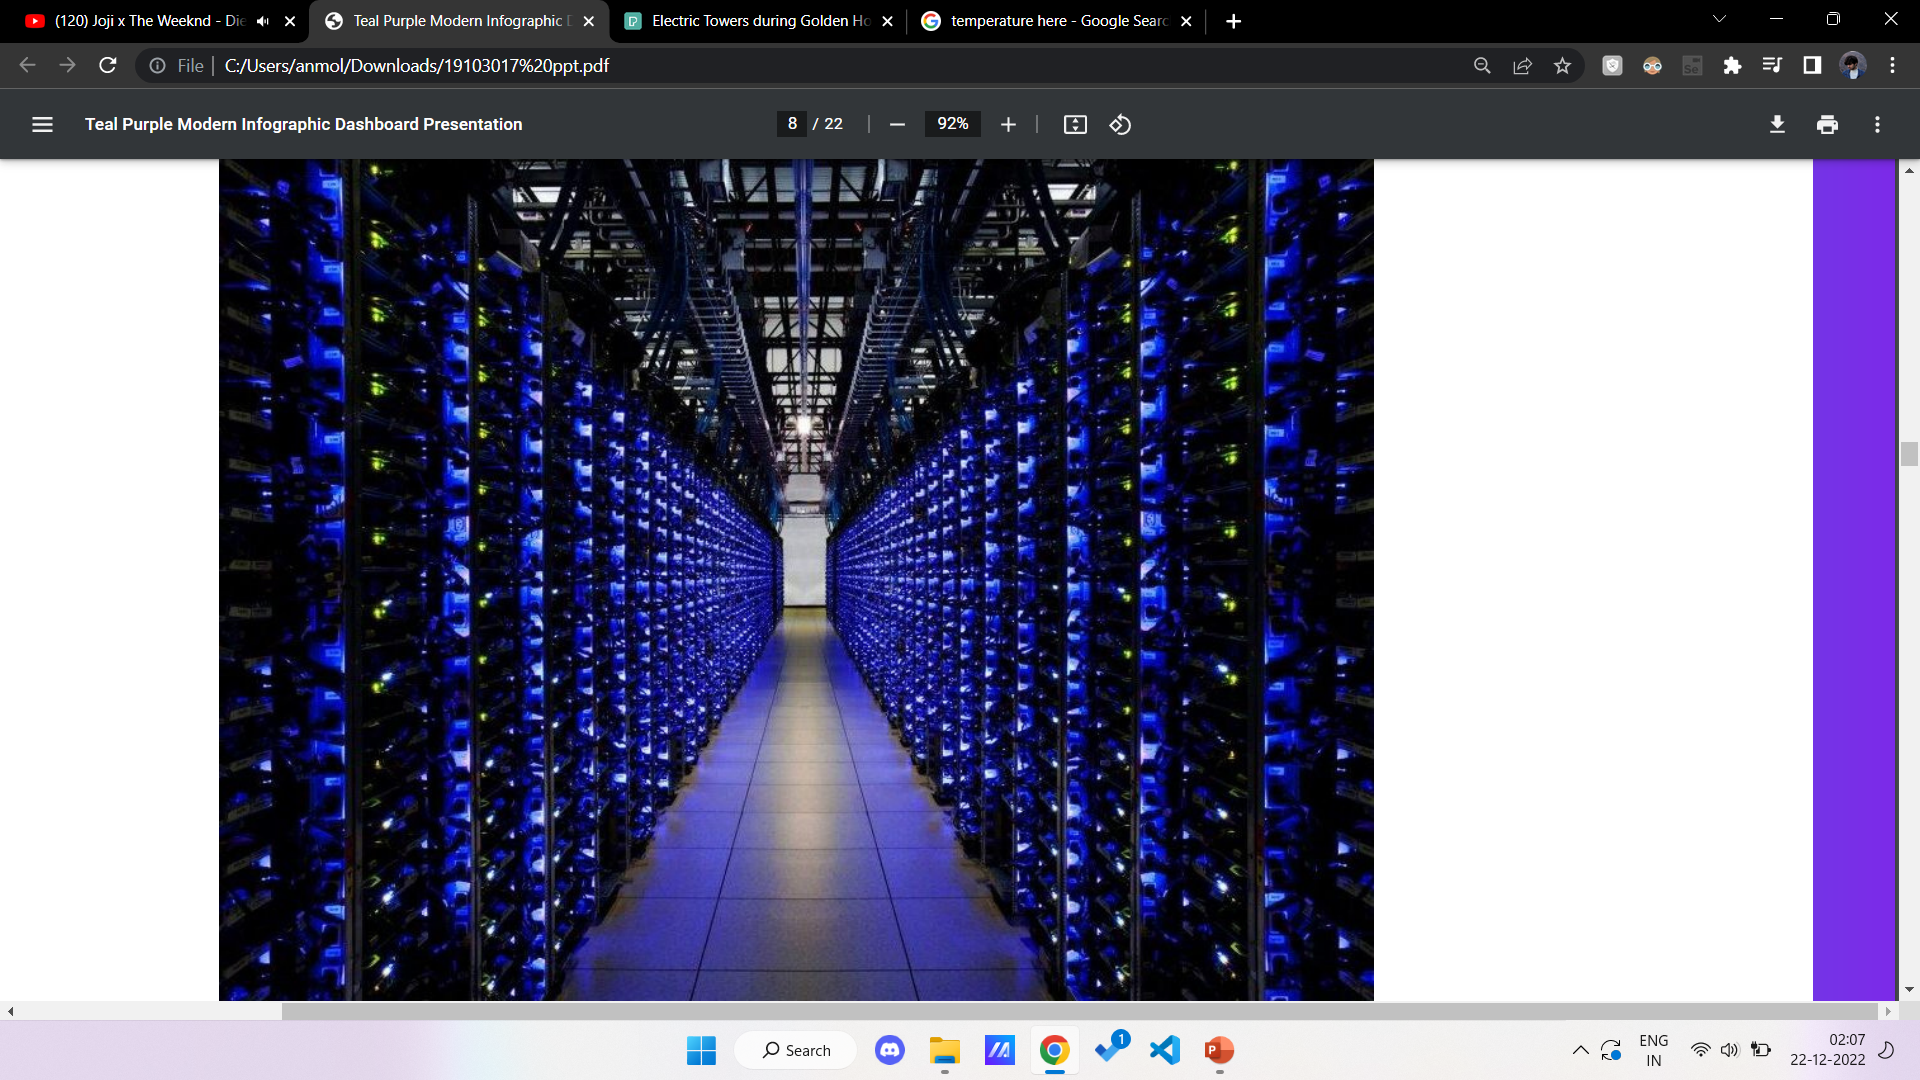 (120) Joji x The Weeknd - Die
Teal Purple Modern Infographic D
Electric Towers during Golden Ho
temperature here - Google Searc
File
C:/Users/anmol/Downloads/19103017%20ppt.pdf
Teal Purple Modern Infographic Dashboard Presentation
8 / 22
92%
Search
1
ENG
IN
02:07
22-12-2022